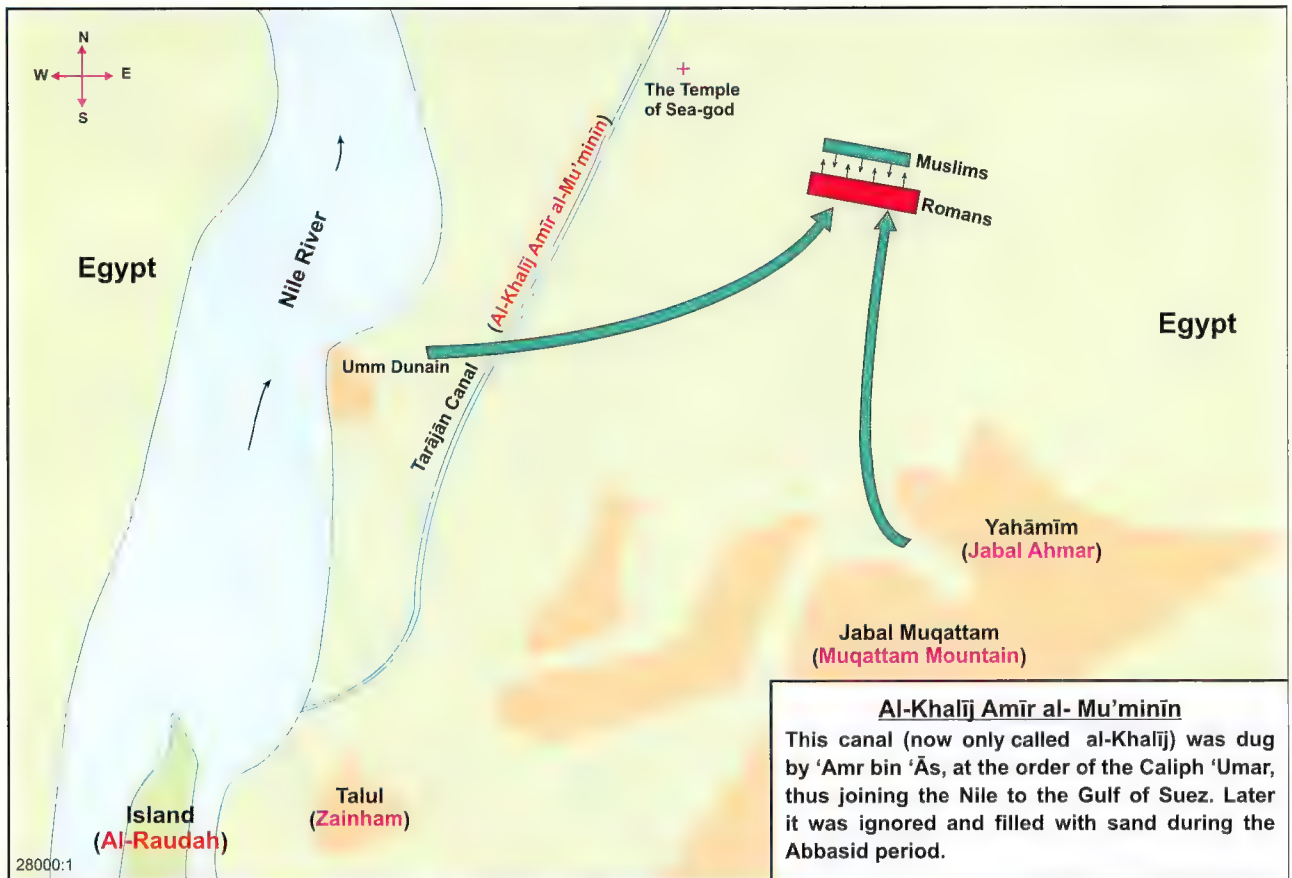 N
W E
S
The Temple
of Sea-god
Muslims
Romans
(Al-Khalīj Amīr al-Mu’minīn)
Egypt
Nile River
Egypt
Umm Dunain
Tarājān Canal
Yahāmīm
(Jabal Ahmar)
Jabal Muqattam
(Muqattam Mountain)
Al-Khalīj Amīr al- Mu’minīn
This canal (now only called al-Khalīj) was dug
by ‘Amr bin ‘Ās, at the order of the Caliph ‘Umar,
thus joining the Nile to the Gulf of Suez. Later
it was ignored and filled with sand during the
Abbasid period.
Talul
(Zainham)
Island
(Al-Raudah)
28000:1